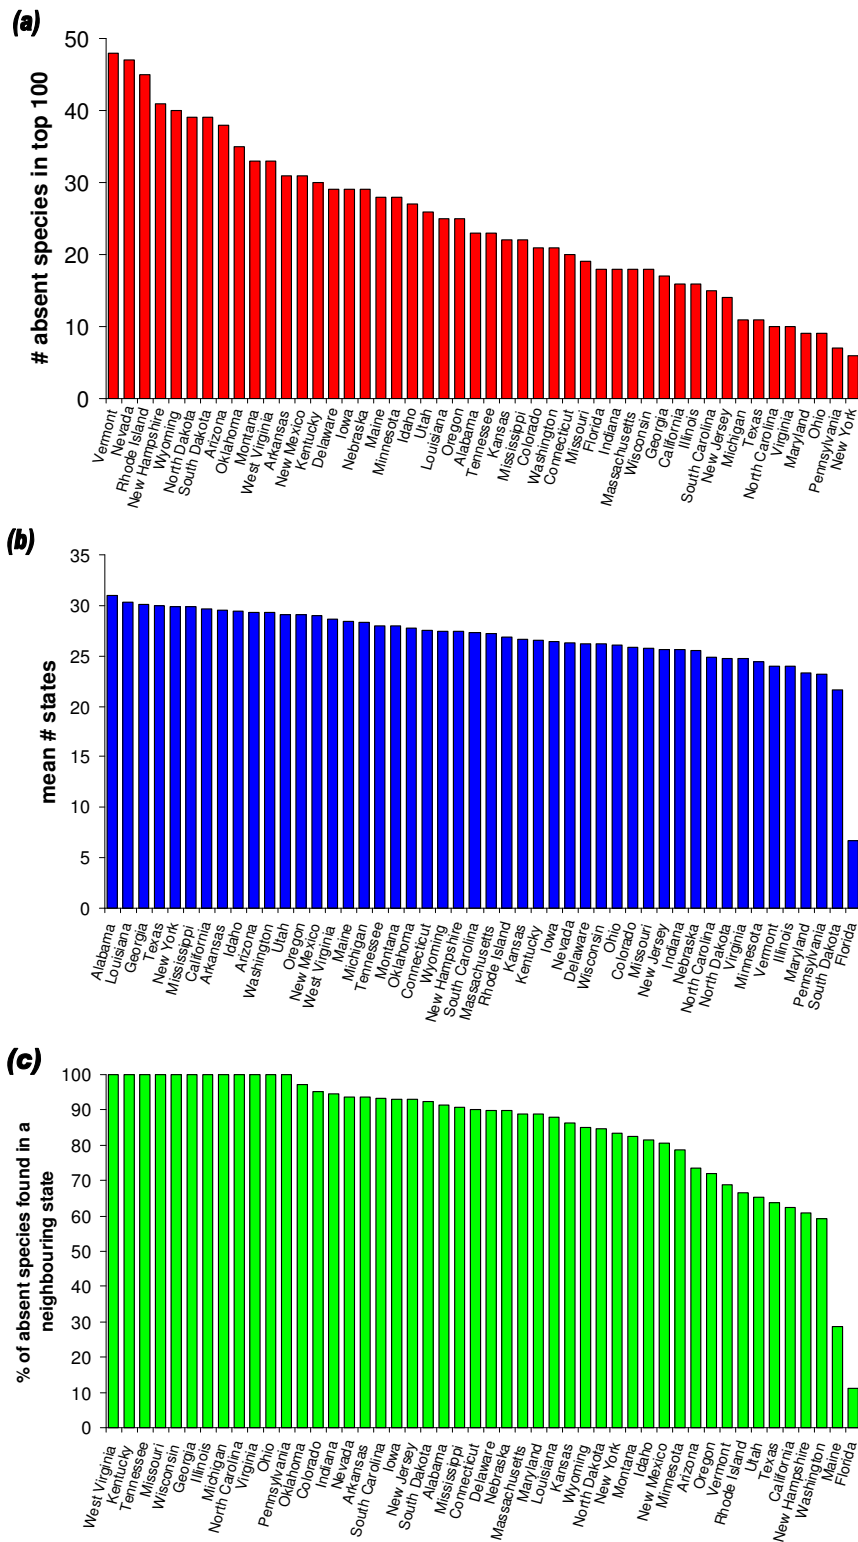 (a)
# absent species in top 100
50
40
30
20
10
0
Vermont
Nevada
Rhode Island
New Hampshire
Wyoming
North Dakota
South Dakota
Arizona
Oklahoma
Montana
West Virginia
Arkansas
New Mexico
Kentucky
Delaware
Iowa
Nebraska
Maine
Minnesota
Idaho
Utah
Louisiana
Oregon
Alabama
Tennessee
Kansas
Mississippi
Colorado
Washington
Connecticut
Missouri
Florida
Indiana
Massachusetts
Wisconsin
Georgia
California
Illinois
South Carolina
New Jersey
Michigan
Texas
North Carolina
Virginia
Maryland
Ohio
Pennsylvania
New York
(b)
mean # states
35
30
25
20
15
10
5
0
Alabama
Louisiana
Georgia
Texas
New York
Mississippi
California
Arkansas
Idaho
Arizona
Washington
Utah
Oregon
New Mexico
West Virginia
Maine
Michigan
Tennessee
Montana
Oklahoma
Connecticut
Wyoming
New Hampshire
South Carolina
Massachusetts
Rhode Island
Kansas
Kentucky
Iowa
Nevada
Delaware
Wisconsin
Ohio
Colorado
Missouri
New Jersey
Indiana
Nebraska
North Carolina
North Dakota
Virginia
Minnesota
Vermont
Illinois
Maryland
Pennsylvania
South Dakota
Florida
(c)
% of absent species found in a
neighbouring state
100
90
80
70
60
50
40
30
20
10
0
West Virginia
Kentucky
Tennessee
Missouri
Wisconsin
Georgia
Illinois
Michigan
North Carolina
Virginia
Ohio
Pennsylvania
Oklahoma
Colorado
Indiana
Nevada
Arkansas
South Carolina
Iowa
New Jersey
South Dakota
Alabama
Mississippi
Connecticut
Delaware
Nebraska
Massachusetts
Maryland
Louisiana
Kansas
Wyoming
North Dakota
New York
Montana
Idaho
New Mexico
Minnesota
Arizona
Oregon
Vermont
Rhode Island
Utah
Texas
California
New Hampshire
Washington
Maine
Florida